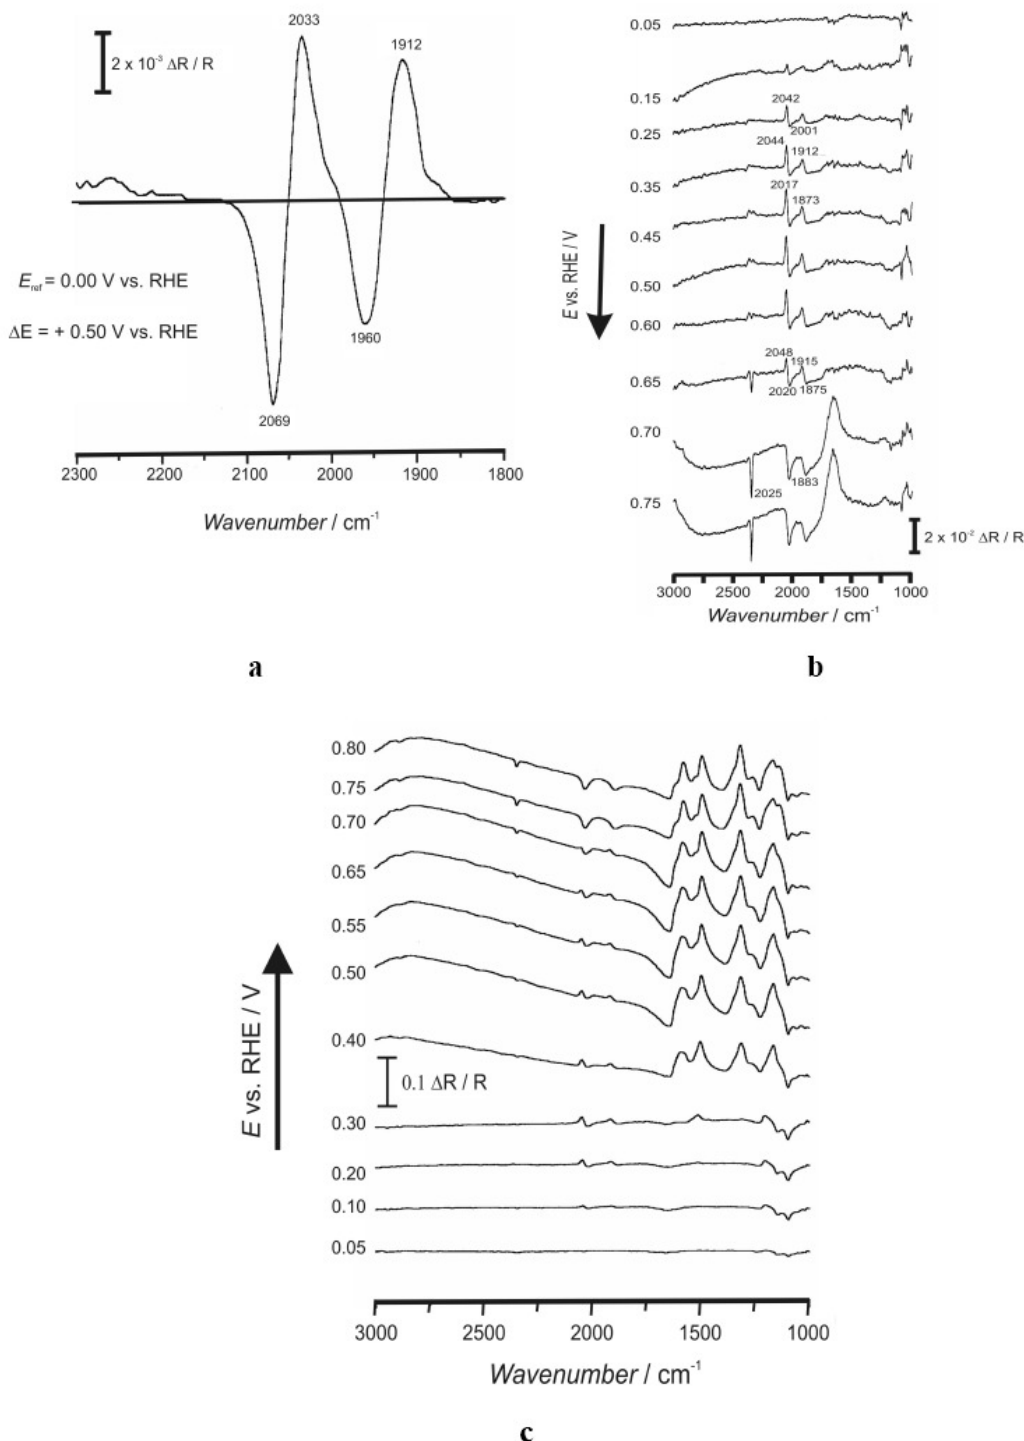 2033
1912
2 x 10⁻³ ΔR / R
E_ref = 0.00 V vs. RHE
ΔE = + 0.50 V vs. RHE
1960
2069
2300 2200 2100 2000 1900 1800
Wavenumber / cm⁻¹
a
0.05
0.15
2042
0.25
2001
2044
1912
0.35
2017
1873
0.45
0.50
0.60
2048
1915
0.65
2020
1875
0.70
1883
2025
0.75
E vs. RHE / V
2 x 10⁻² ΔR / R
3000 2500 2000 1500 1000
Wavenumber / cm⁻¹
b
0.80
0.75
0.70
0.65
0.55
0.50
0.40
0.1 ΔR / R
0.30
0.20
0.10
0.05
E vs. RHE / V
3000 2500 2000 1500 1000
Wavenumber / cm⁻¹
c